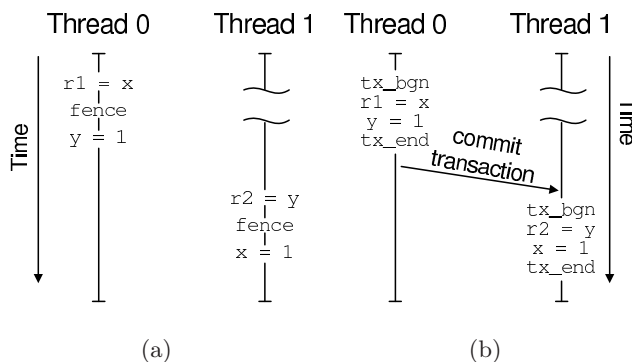 Thread 0
Thread 1
Time
r1 = x
fence
y = 1
r2 = y
fence
x = 1
(a)
Thread 0
Thread 1
tx_bgn
r1 = x
y = 1
tx_end
commit
transaction
tx_bgn
r2 = y
x = 1
tx_end
Time
(b)